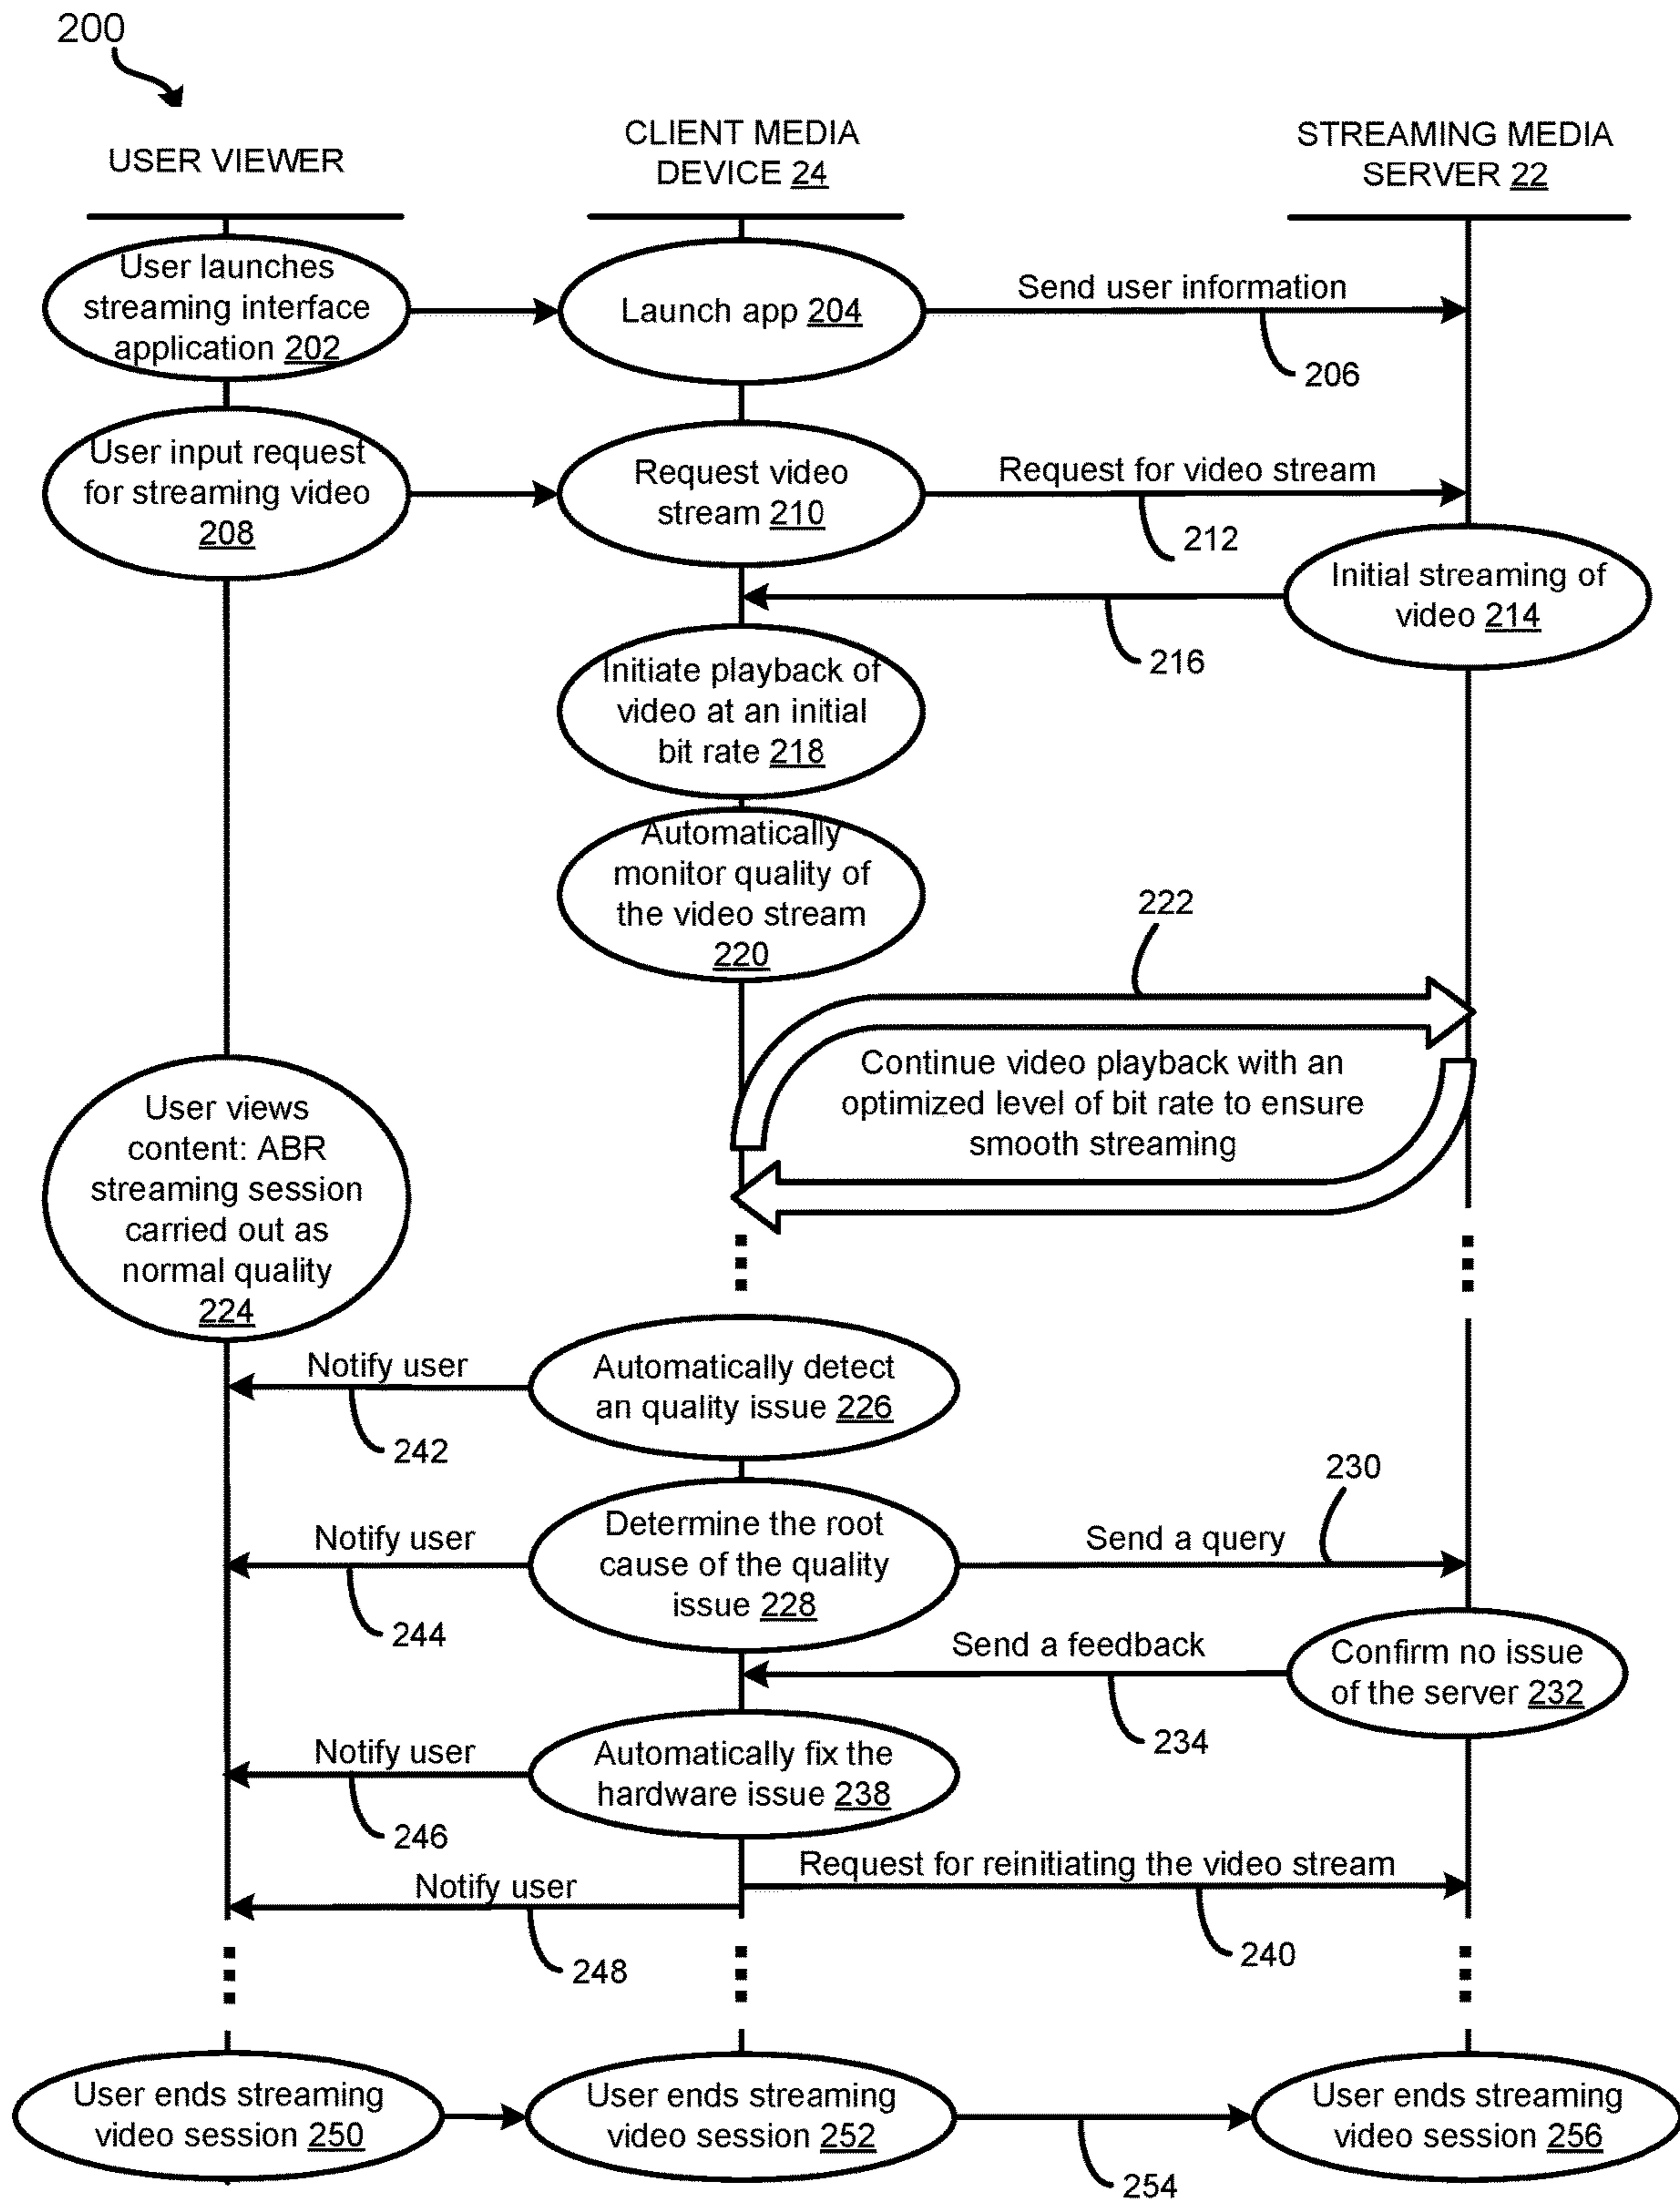 200
USER VIEWER
CLIENT MEDIA
DEVICE 24
STREAMING MEDIA
SERVER 22
User launches
streaming interface
application 202
Launch app 204
Send user information
206
User input request
for streaming video
208
Request video
stream 210
Request for video stream
212
Initial streaming of
video 214
216
Initiate playback of
video at an initial
bit rate 218
Automatically
monitor quality of
the video stream
220
222
Continue video playback with an
optimized level of bit rate to ensure
smooth streaming
User views
content: ABR
streaming session
carried out as
normal quality
224
Notify user
242
Automatically detect
an quality issue 226
230
Notify user
244
Determine the root
cause of the quality
issue 228
Send a query
Send a feedback
234
Confirm no issue
of the server 232
Notify user
246
Automatically fix the
hardware issue 238
Request for reinitiating the video stream
240
Notify user
248
User ends streaming
video session 250
User ends streaming
video session 252
254
User ends streaming
video session 256